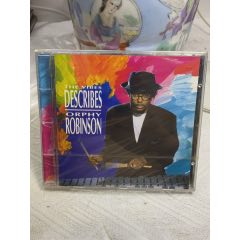 THE VIBES
DESCRIBES
ORPHY
ROBINSON